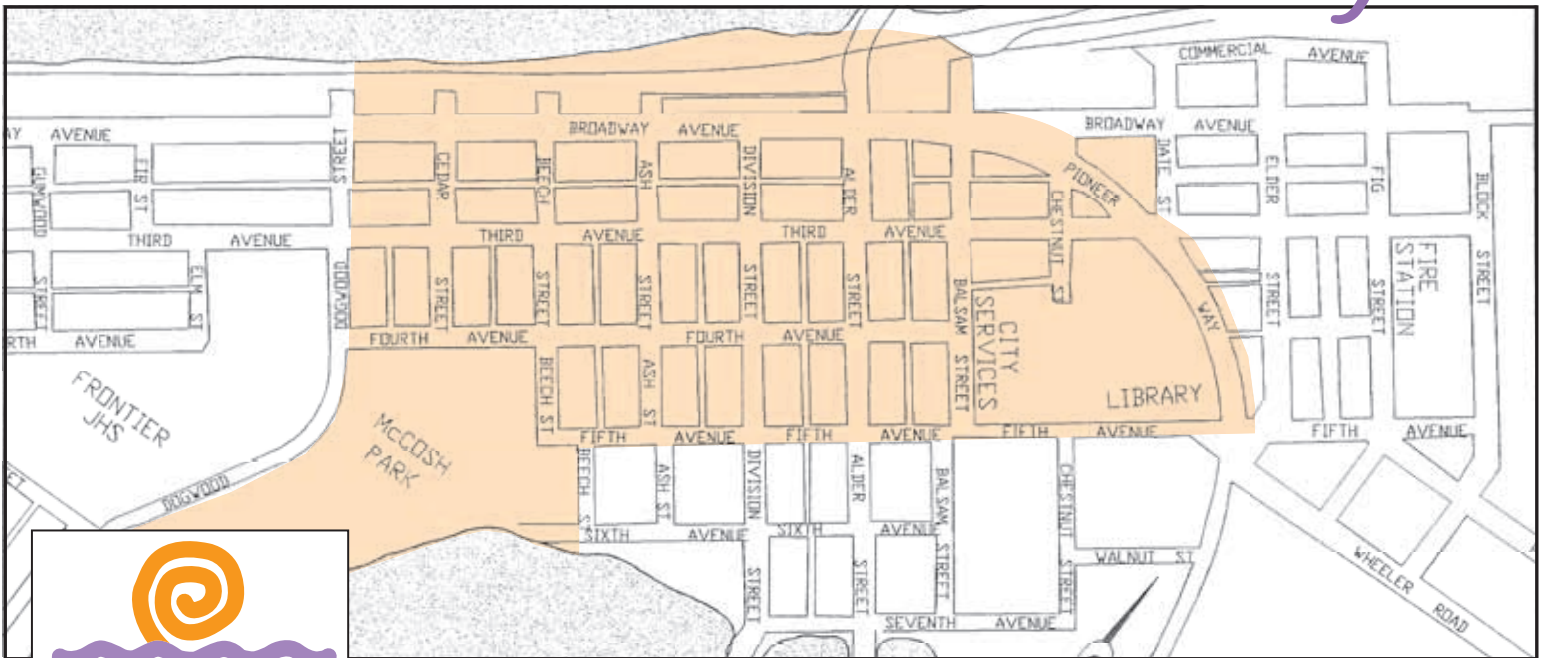 COMMERCIAL AVENUE
AY AVENUE
BROADWAY AVENUE
BROADWAY AVENUE
GUMWOOD
FIR ST
STREET
CEDAR
BEECH
ASH
DIVISION
ALDER
PIONEER
DATE ST
ELDER
FIG
BLOCK
CHESTNUT ST
THIRD AVENUE
THIRD AVENUE
THIRD AVENUE
STREET
ELM ST
DOGWOOD
STREET
STREET
STREET
STREET
STREET
BALSAM STREET
CITY SERVICES
WAY
STREET
STREET
FIRE STATION
STREET
RTH AVENUE
FOURTH AVENUE
FOURTH AVENUE
FRONTIER
JHS
McCOSH
PARK
BEECH ST
ASH ST
LIBRARY
FIFTH AVENUE
FIFTH AVENUE
FIFTH AVENUE
FIFTH AVENUE
DOGWOOD
ET
BEECH ST
ASH ST
DIVISION
ALDER
BALSAM
CHESTNUT
SIXTH AVENUE
SIXTH AVENUE
WALNUT ST
STREET
STREET
STREET
STREET
SEVENTH AVENUE
WHEELER ROAD